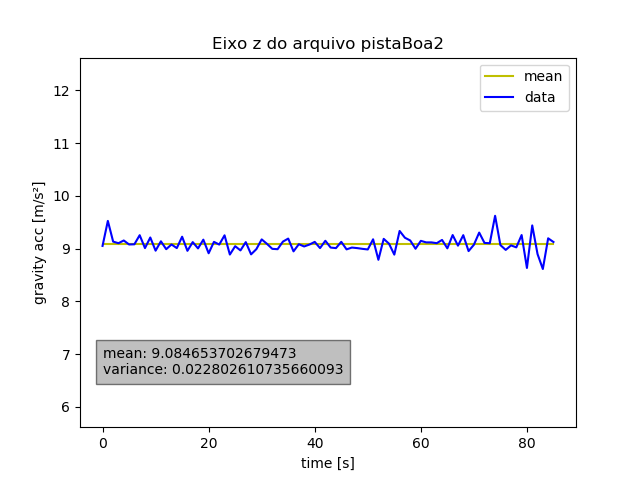 Eixo z do arquivo pistaBoa2
mean
data
12
11
10
9
8
7
6
gravity acc [m/s²]
mean: 9.084653702679473
variance: 0.022802610735660093
0 20 40 60 80
time [s]